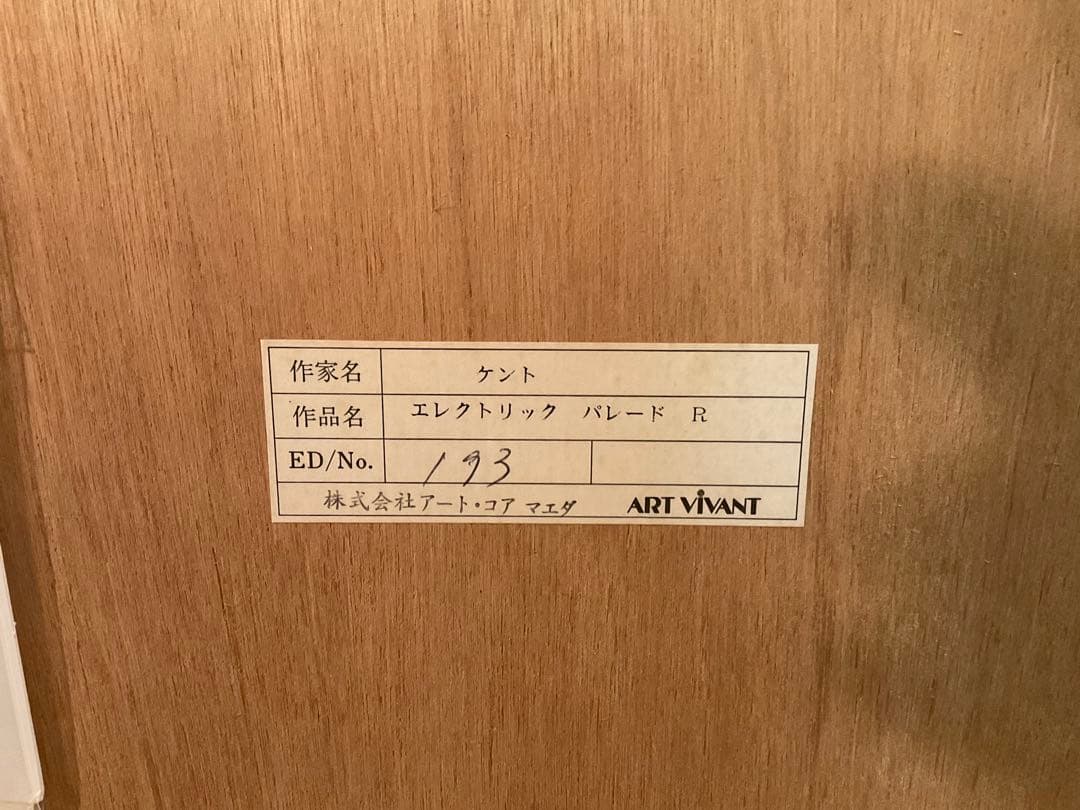 作家名 ケント
作品名 エレクトリック パレード R
ED/No. 193
株式会社アート・コア マエダ ART ViVANT